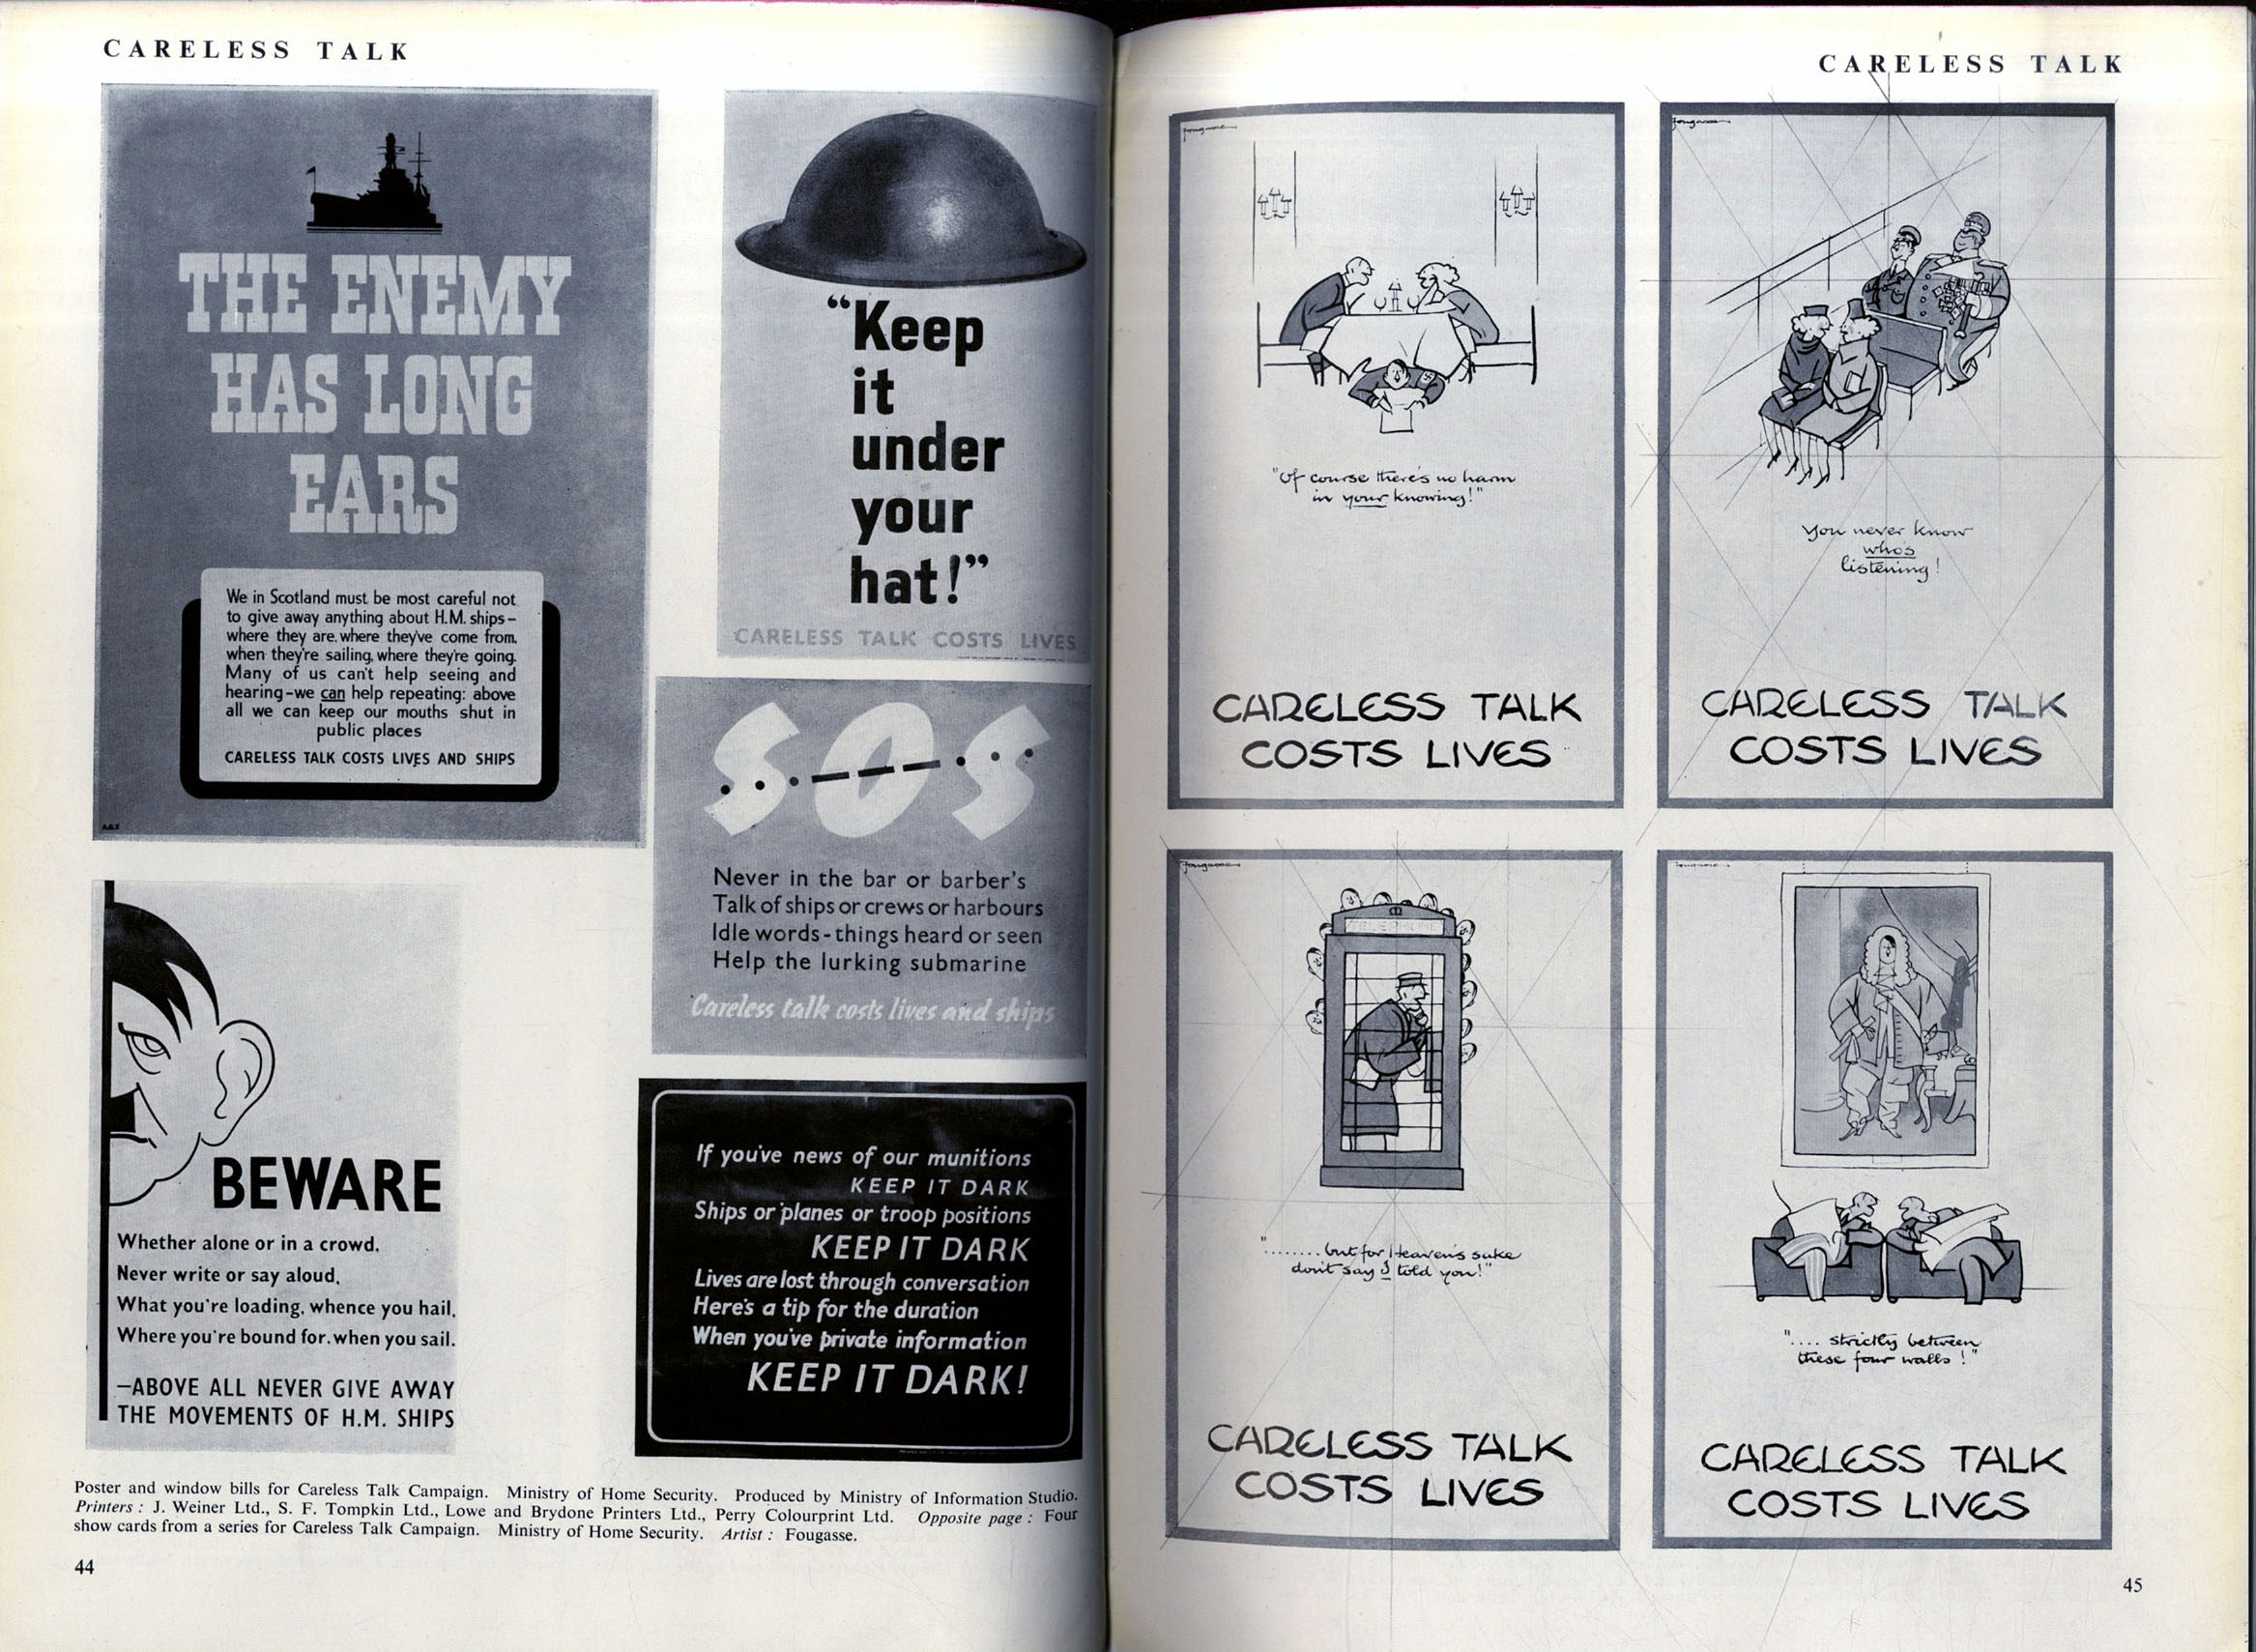 CARELESS TALK
THE ENEMY
HAS LONG
EARS
We in Scotland must be most careful not
to give away anything about H.M. ships–
where they are, where they've come from,
when they're sailing, where they're going.
Many of us can't help seeing and
hearing–we can help repeating: above
all we can keep our mouths shut in
public places
CARELESS TALK COSTS LIVES AND SHIPS
“Keep
it
under
your
hat!”
CARELESS TALK COSTS LIVES
SOS
Never in the bar or barber's
Talk of ships or crews or harbours
Idle words-things heard or seen
Help the lurking submarine
Careless talk costs lives and ships
BEWARE
Whether alone or in a crowd,
Never write or say aloud,
What you're loading, whence you hail,
Where you're bound for, when you sail.
–ABOVE ALL NEVER GIVE AWAY
THE MOVEMENTS OF H.M. SHIPS
If you've news of our munitions
KEEP IT DARK
Ships or planes or troop positions
KEEP IT DARK
Lives are lost through conversation
Here's a tip for the duration
When you've private information
KEEP IT DARK!
Poster and window bills for Careless Talk Campaign. Ministry of Home Security. Produced by Ministry of Information Studio.
Printers: J. Weiner Ltd., S. F. Tompkin Ltd., Lowe and Brydone Printers Ltd., Perry Colourprint Ltd. Opposite page: Four
show cards from a series for Careless Talk Campaign. Ministry of Home Security. Artist: Fougasse.
44
CARELESS TALK
fougasse
"Of course there's no harm
in your knowing!"
CARELESS TALK
COSTS LIVES
fougasse
You never know
who's
listening!
CARELESS TALK
COSTS LIVES
fougasse
TELEPHONE
"........ but for Heaven's sake
don't say I told you!"
CARELESS TALK
COSTS LIVES
fougasse
".... strictly between
these four walls!"
CARELESS TALK
COSTS LIVES
45